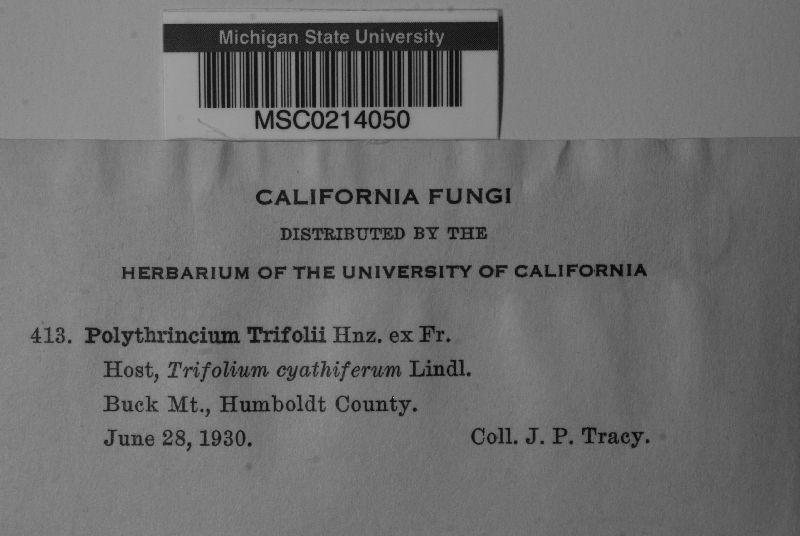 Michigan State University
MSC0214050
CALIFORNIA FUNGI
DISTRIBUTED BY THE
HERBARIUM OF THE UNIVERSITY OF CALIFORNIA
413. Polythrincium Trifolii Hnz. ex Fr.
Host, Trifolium cyathiferum Lindl.
Buck Mt., Humboldt County.
June 28, 1930. Coll. J. P. Tracy.